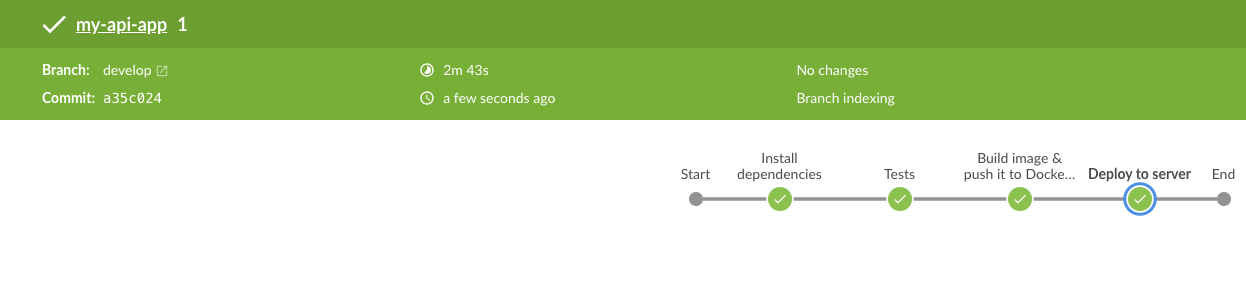 my-api-app 1
Branch: develop
2m 43s
No changes
Commit: a35c024
a few seconds ago
Branch indexing
Start
Install
dependencies
Tests
Build image &
push it to Docke...
Deploy to server
End